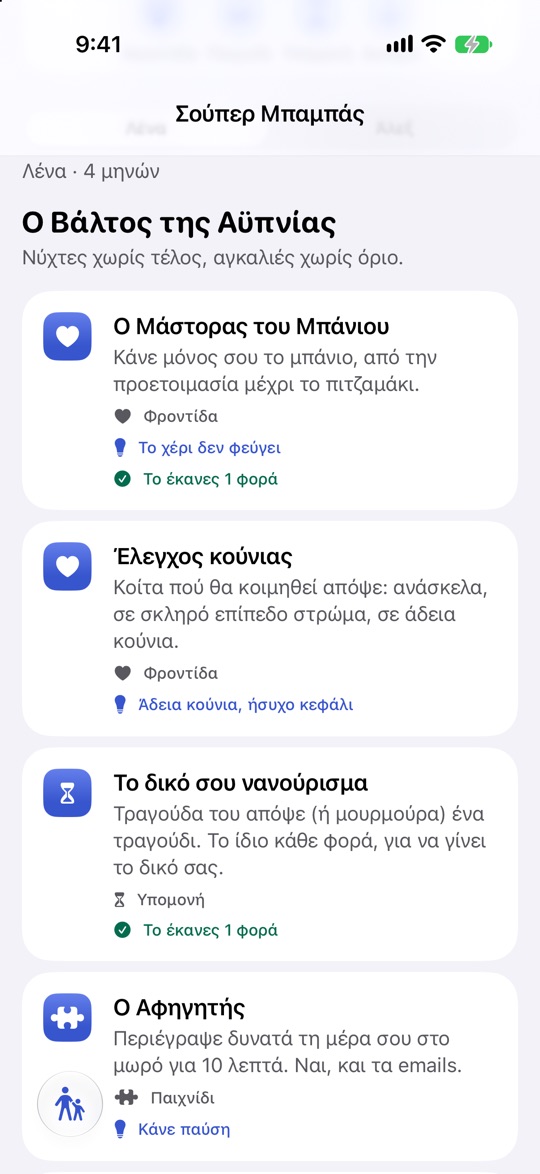 9:41
Σούπερ Μπαμπάς
Λένα
Άλεξ
Λένα · 4 μηνών
Ο Βάλτος της Αϋπνίας
Νύχτες χωρίς τέλος, αγκαλιές χωρίς όριο.
Ο Μάστορας του Μπάνιου
Κάνε μόνος σου το μπάνιο, από την
προετοιμασία μέχρι το πιτζαμάκι.
Φροντίδα
Το χέρι δεν φεύγει
Το έκανες 1 φορά
Έλεγχος κούνιας
Κοίτα πού θα κοιμηθεί απόψε: ανάσκελα,
σε σκληρό επίπεδο στρώμα, σε άδεια
κούνια.
Φροντίδα
Άδεια κούνια, ήσυχο κεφάλι
Το δικό σου νανούρισμα
Τραγούδα του απόψε (ή μουρμούρα) ένα
τραγούδι. Το ίδιο κάθε φορά, για να γίνει
το δικό σας.
Υπομονή
Το έκανες 1 φορά
Ο Αφηγητής
Περιέγραψε δυνατά τη μέρα σου στο
μωρό για 10 λεπτά. Ναι, και τα emails.
Παιχνίδι
Κάνε παύση